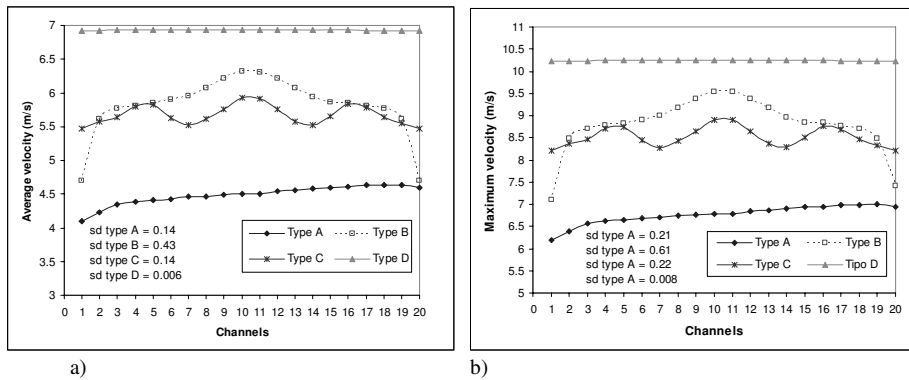 7
6.5
6
5.5
5
4.5
4
3.5
3
Average velocity (m/s)
sd type A = 0.14
sd type B = 0.43
sd type C = 0.14
sd type D = 0.006
Type A Type B
Type C Type D
0 1 2 3 4 5 6 7 8 9 10 11 12 13 14 15 16 17 18 19 20
Channels
a)
11
10.5
10
9.5
9
8.5
8
7.5
7
6.5
6
5.5
5
Maximum velocity (m/s)
sd type A = 0.21
sd type A = 0.61
sd type A = 0.22
sd type A = 0.008
Type A Type B
Type C Tipo D
0 1 2 3 4 5 6 7 8 9 10 11 12 13 14 15 16 17 18 19 20
Channels
b)